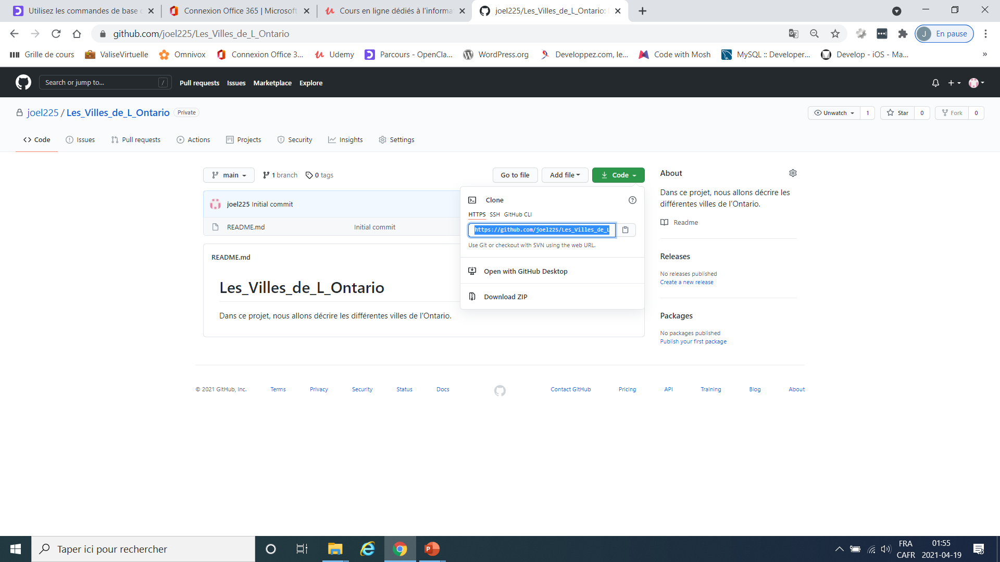 Utilisez les commandes de base
Connexion Office 365 | Microsoft
Cours en ligne dédiés à l'informa
joel225/Les_Villes_de_L_Ontario:
github.com/joel225/Les_Villes_de_L_Ontario
J En pause
Grille de cours
ValiseVirtuelle
Omnivox
Connexion Office 3...
Udemy
Parcours - OpenCla...
WordPress.org
Developpez.com, le...
Code with Mosh
MySQL :: Developer...
Develop - iOS - Ma...
»
Search or jump to... /
Pull requests Issues Marketplace Explore
joel225 / Les_Villes_de_L_Ontario Private
Unwatch 1
Star 0
Fork 0
Code
Issues
Pull requests
Actions
Projects
Security
Insights
Settings
main
1 branch
0 tags
Go to file
Add file
Code
joel225 Initial commit
README.md Initial commit
Clone
HTTPS SSH GitHub CLI
https://github.com/joel225/Les_Villes_de_L
Use Git or checkout with SVN using the web URL.
Open with GitHub Desktop
Download ZIP
README.md
Les_Villes_de_L_Ontario
Dans ce projet, nous allons décrire les différentes villes de l'Ontario.
About
Dans ce projet, nous allons décrire les
différentes villes de l'Ontario.
Readme
Releases
No releases published
Create a new release
Packages
No packages published
Publish your first package
© 2021 GitHub, Inc. Terms Privacy Security Status Docs Contact GitHub Pricing API Training Blog About
Taper ici pour rechercher
FRA
CAFR
01:55
2021-04-19